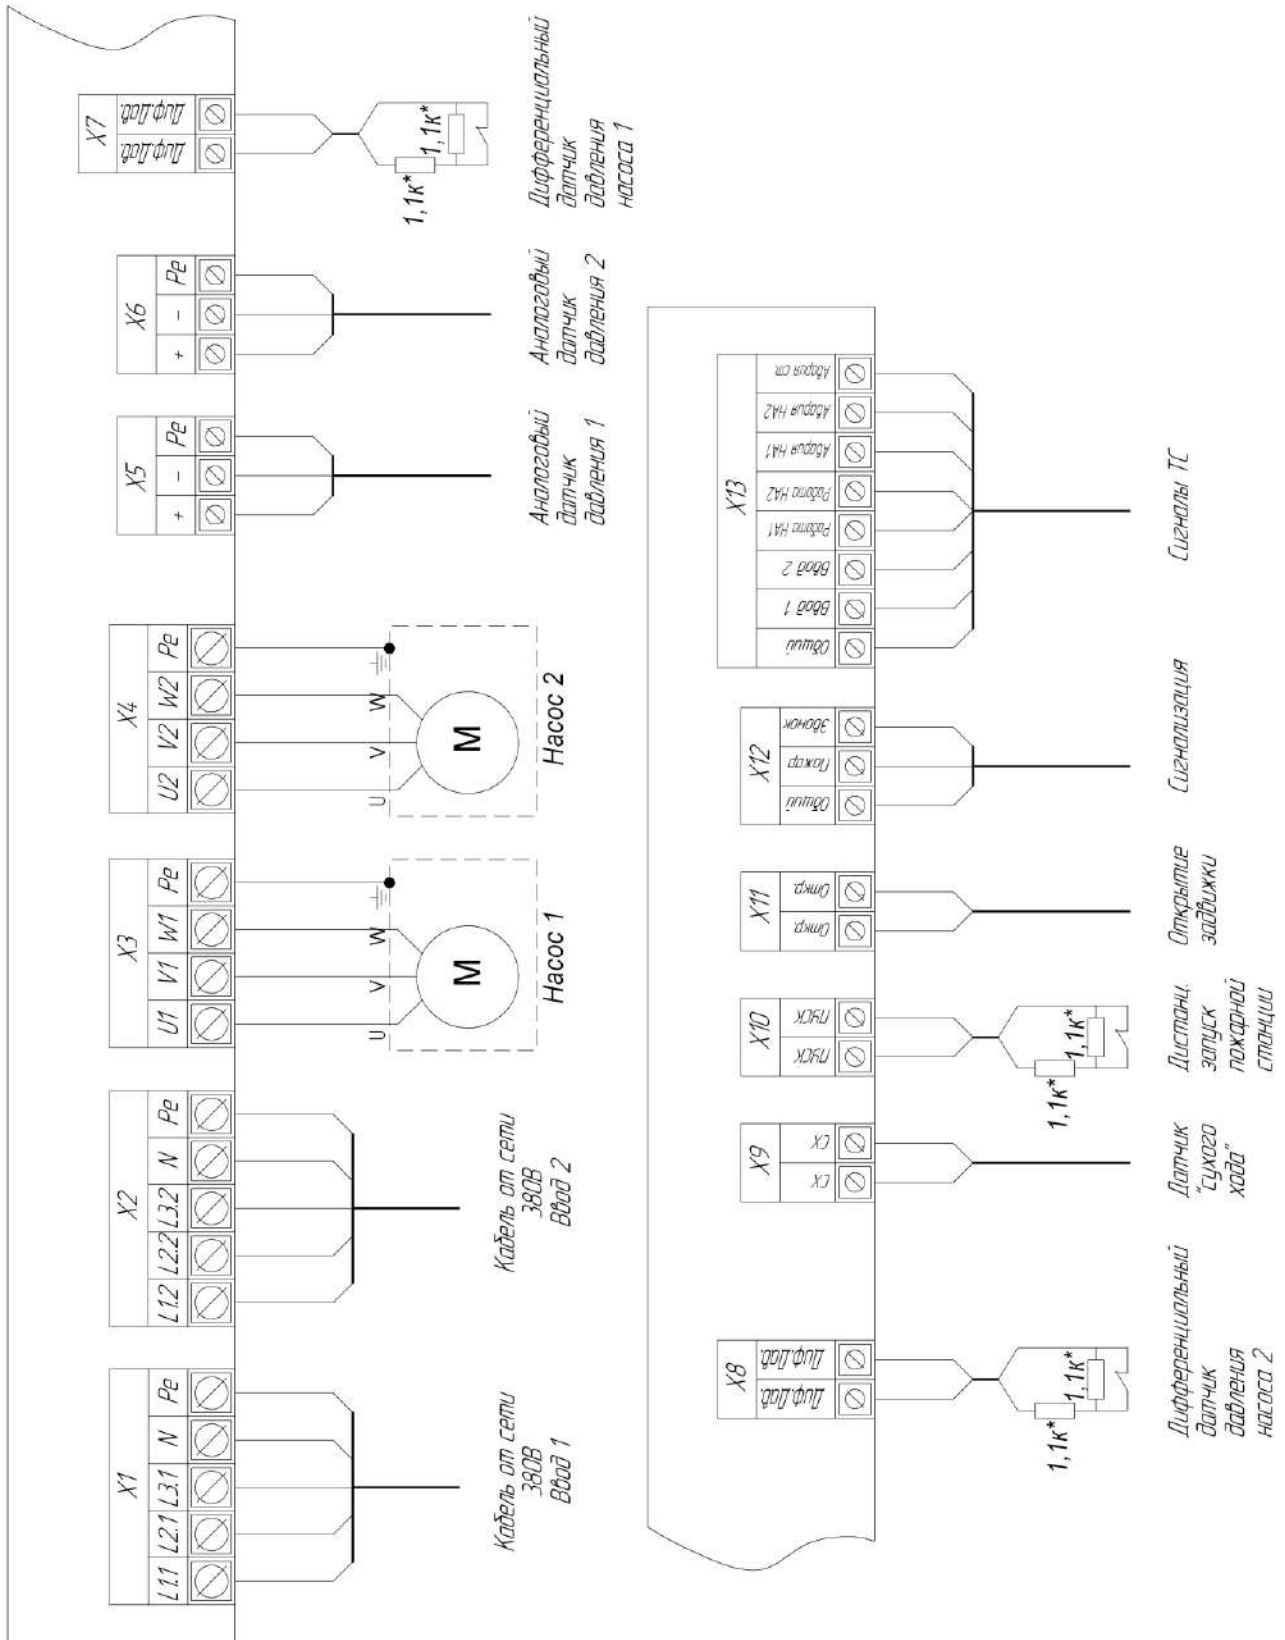 X1
L1.1 L2.1 L3.1 N Pe
Кабель от сети
380В
Ввод 1
X2
L1.2 L2.2 L3.2 N Pe
Кабель от сети
380В
Ввод 2
X3
U1 V1 W1 Pe
U V W
M
Насос 1
X4
U2 V2 W2 Pe
U V W
M
Насос 2
X5
+ - Pe
Аналоговый
датчик
давления 1
X6
+ - Pe
Аналоговый
датчик
давления 2
X7
Диф.Дав. Диф.Дав.
1,1к* 1,1к*
Дифференциальный
датчик
давления
насоса 1
X8
Диф.Дав. Диф.Дав.
1,1к* 1,1к*
Дифференциальный
датчик
давления
насоса 2
X9
СХ СХ
Датчик
"сухого
хода"
X10
ПУСК ПУСК
1,1к* 1,1к*
Дистанц.
запуск
пожарной
станции
X11
Откр. Откр.
Открытие
задвижки
X12
Общий Пожар Звонок
Сигнализация
X13
Общий Ввод 1 Ввод 2 Работа НА1 Работа НА2 Авария НА1 Авария НА2 Авария ст.
Сигналы ТС